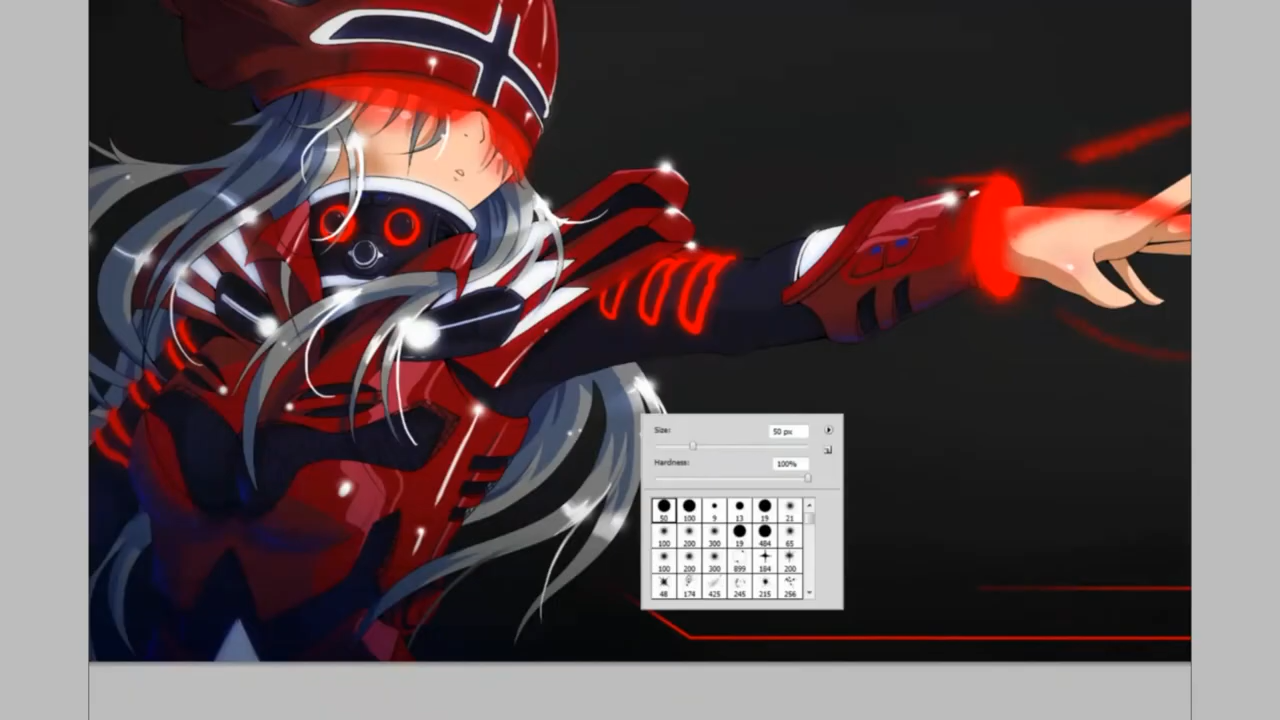 Size:
50 px
Hardness:
100%
50 100 9 13 19 21
100 200 300 19 484 65
100 200 300 899 184 200
48 174 425 245 215 256